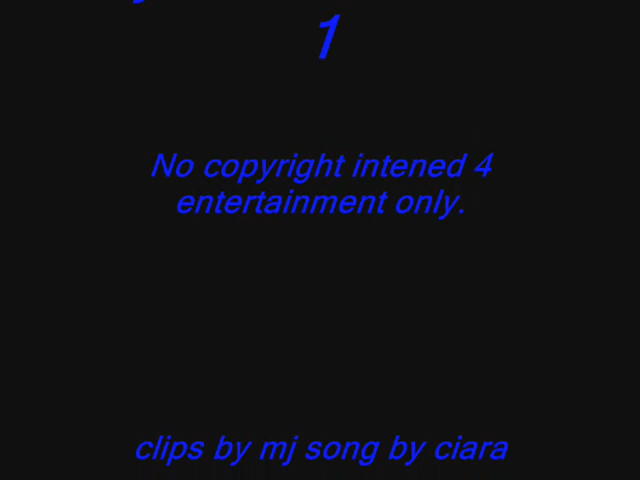 1
No copyright intened 4
entertainment only.
clips by mj song by ciara